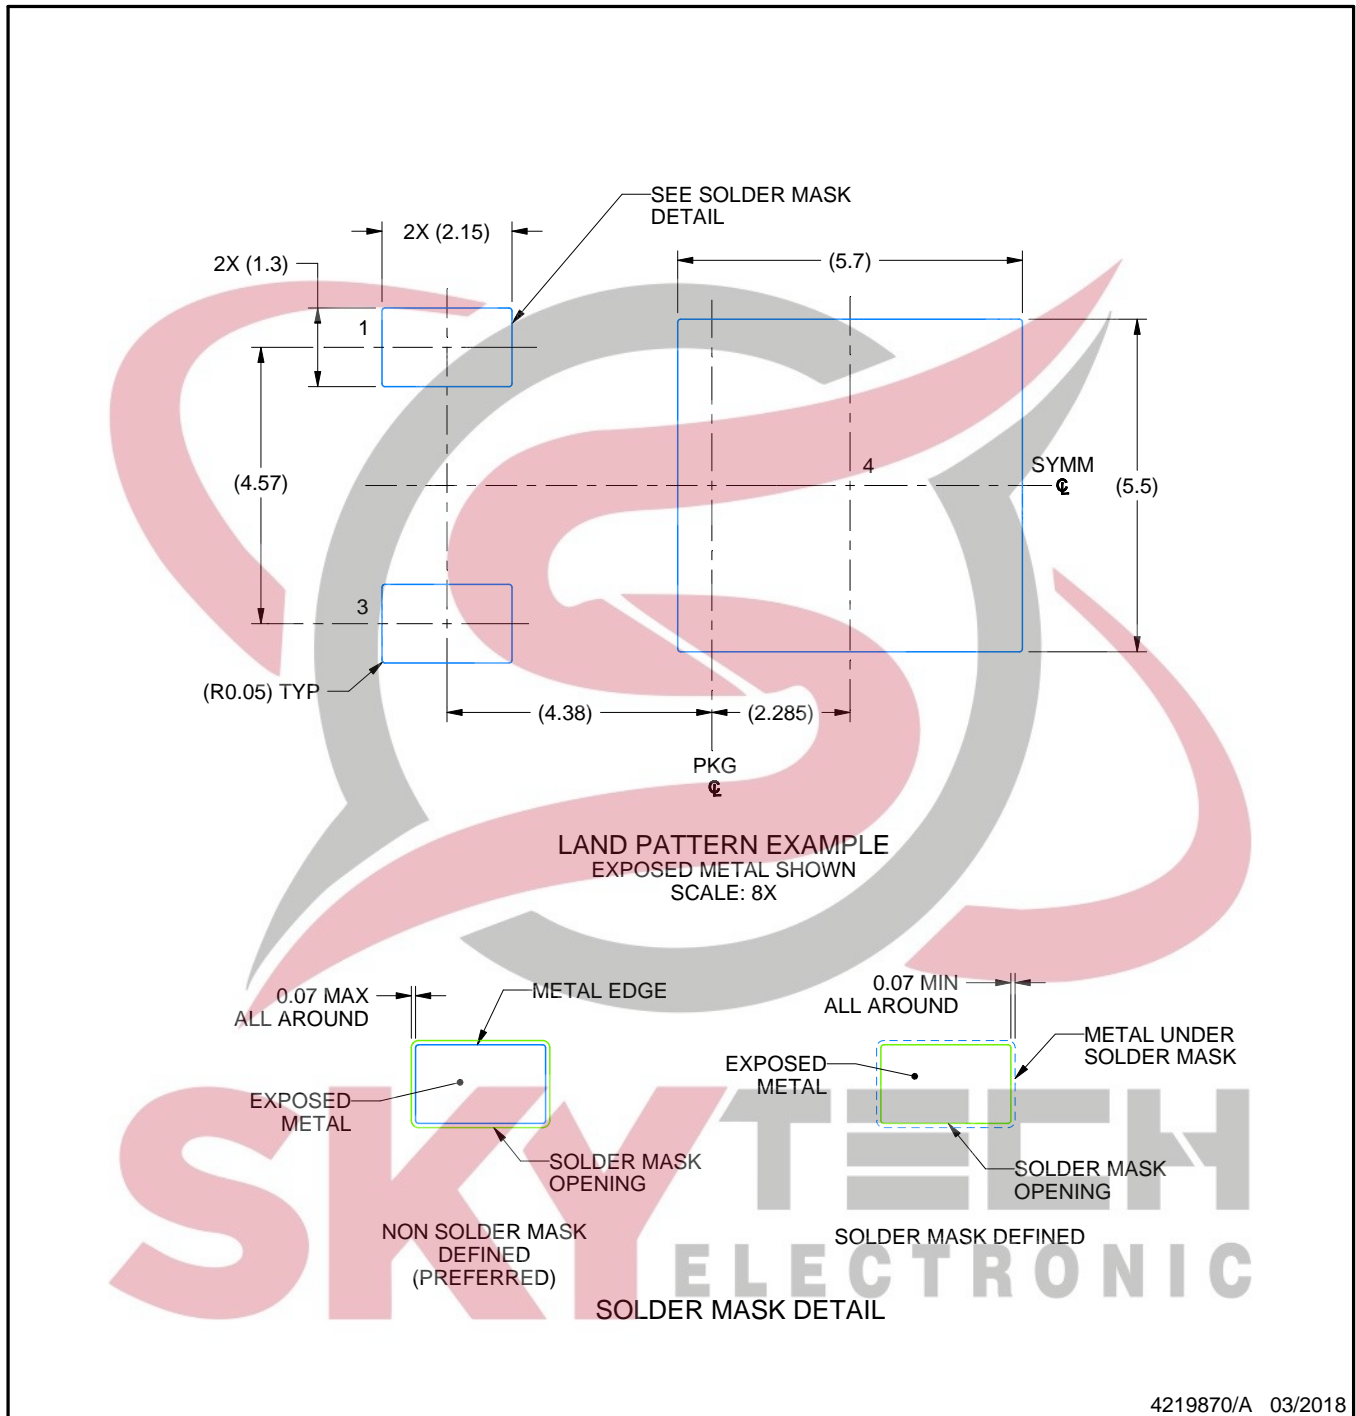 SEE SOLDER MASK
DETAIL
2X (2.15)
(5.7)
2X (1.3)
1
4
SYMM
℄
(4.57)
(5.5)
3
(R0.05) TYP
(4.38)
(2.285)
PKG
℄
LAND PATTERN EXAMPLE
EXPOSED METAL SHOWN
SCALE: 8X
0.07 MAX
ALL AROUND
METAL EDGE
EXPOSED
METAL
SOLDER MASK
OPENING
NON SOLDER MASK
DEFINED
(PREFERRED)
0.07 MIN
ALL AROUND
METAL UNDER
SOLDER MASK
EXPOSED
METAL
SOLDER MASK
OPENING
SOLDER MASK DEFINED
SOLDER MASK DETAIL
SKY TECH
ELECTRONIC
4219870/A 03/2018